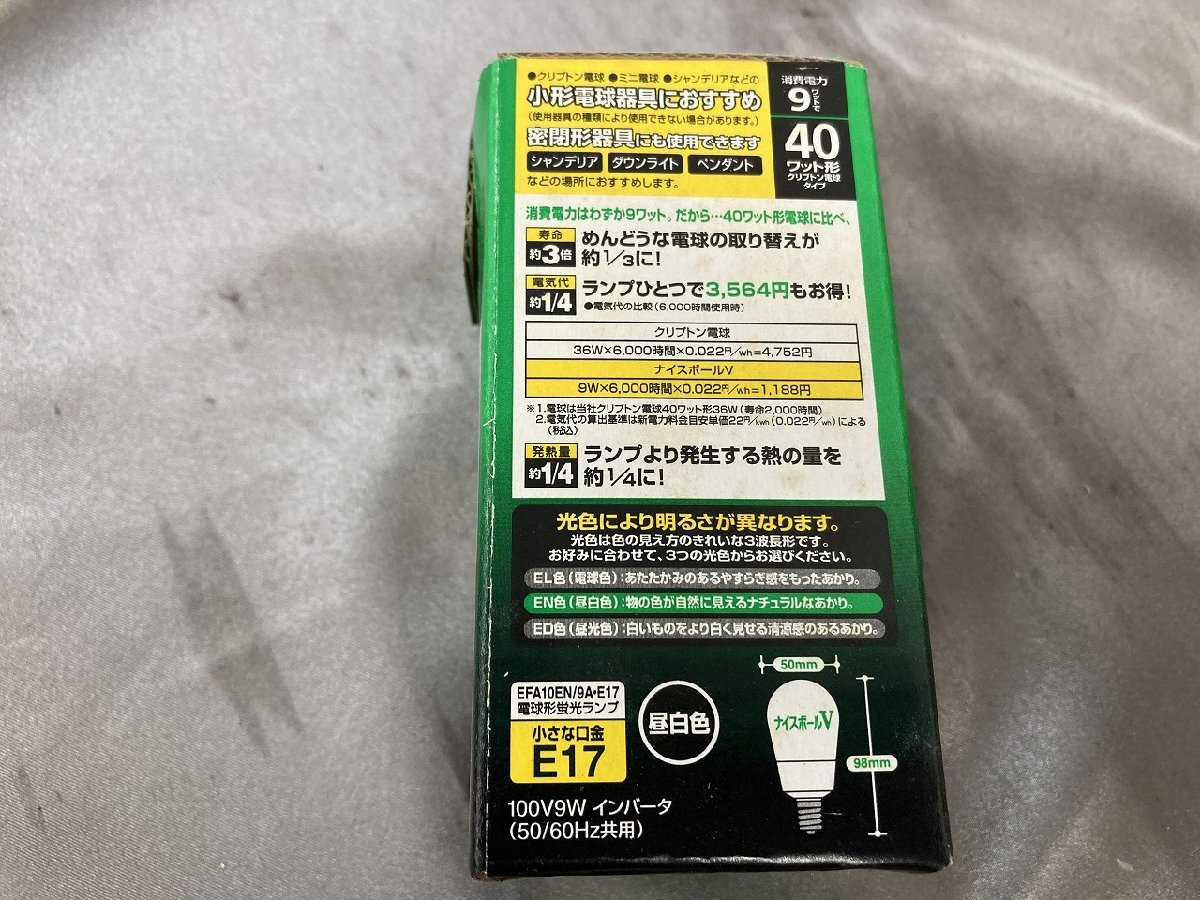 ●クリプトン電球 ●ミニ電球 ●シャンデリアなどの
小形電球器具におすすめ
(使用器具の種類により使用できない場合があります。)
密閉形器具にも使用できます
シャンデリア ダウンライト ペンダント
などの場所におすすめします。
消費電力
9ワットで
40
ワット形
クリプトン電球
タイプ
消費電力はわずか9ワット。だから…40ワット形電球に比べ、
寿命
約3倍
めんどうな電球の取り替えが
約1/3に!
電気代
約1/4
ランプひとつで3,564円もお得!
●電気代の比較(6,000時間使用時)
クリプトン電球
36W×6,000時間×0.022円/wh=4,752円
ナイスボールV
9W×6,000時間×0.022円/wh=1,188円
※1.電球は当社クリプトン電球40ワット形36W(寿命2,000時間)
2.電気代の算出基準は新電力料金目安単価22円/kwh(0.022円/wh)による
(税込)
発熱量
約1/4
ランプより発生する熱の量を
約1/4に!
光色により明るさが異なります。
光色は色の見え方のきれいな3波長形です。
お好みに合わせて、3つの光色からお選びください。
EL色(電球色):あたたかみのあるやすらぎ感をもったあかり。
EN色(昼白色):物の色が自然に見えるナチュラルなあかり。
ED色(昼光色):白いものをより白く見せる清涼感のあるあかり。
EFA10EN/9A・E17
電球形蛍光ランプ
小さな口金
E17
昼白色
50mm
ナイスボールV
98mm
100V9W インバータ
(50/60Hz共用)